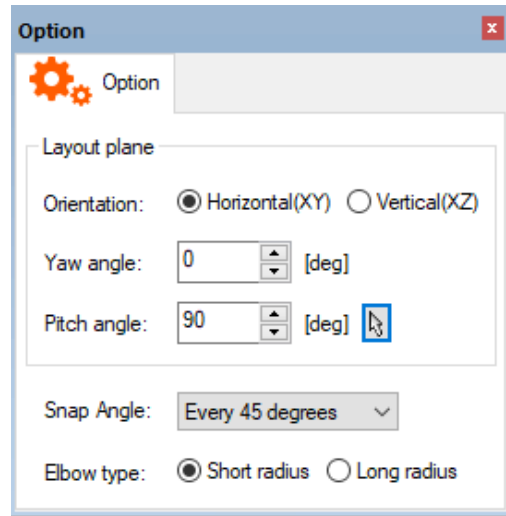 Option
Option
Layout plane
Orientation: Horizontal(XY) Vertical(XZ)
Yaw angle: 0 [deg]
Pitch angle: 90 [deg]
Snap Angle: Every 45 degrees
Elbow type: Short radius Long radius